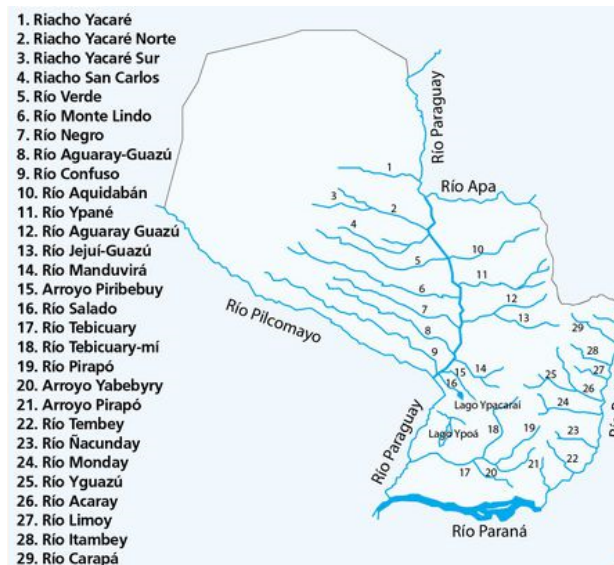 1. Riacho Yacaré
2. Riacho Yacaré Norte
3. Riacho Yacaré Sur
4. Riacho San Carlos
5. Río Verde
6. Río Monte Lindo
7. Río Negro
8. Río Aguaray-Guazú
9. Río Confuso
10. Río Aquidabán
11. Río Ypané
12. Río Aguaray Guazú
13. Río Jejuí-Guazú
14. Río Manduvirá
15. Arroyo Piribebuy
16. Río Salado
17. Río Tebicuary
18. Río Tebicuary-mí
19. Río Pirapó
20. Arroyo Yabebyry
21. Arroyo Pirapó
22. Río Tembey
23. Río Ñacunday
24. Río Monday
25. Río Yguazú
26. Río Acaray
27. Río Limoy
28. Río Itambey
29. Río Carapá
Río Paraguay
1
Río Apa
3
2
4
10
5
11
6
12
7
13
Río Pilcomayo
29
8
28
9
15
14
27
25
26
16
Lago Ypacaraí
24
Lago Ypoá
18
19
23
Río Paraguay
17
20
21
22
Río Paraná